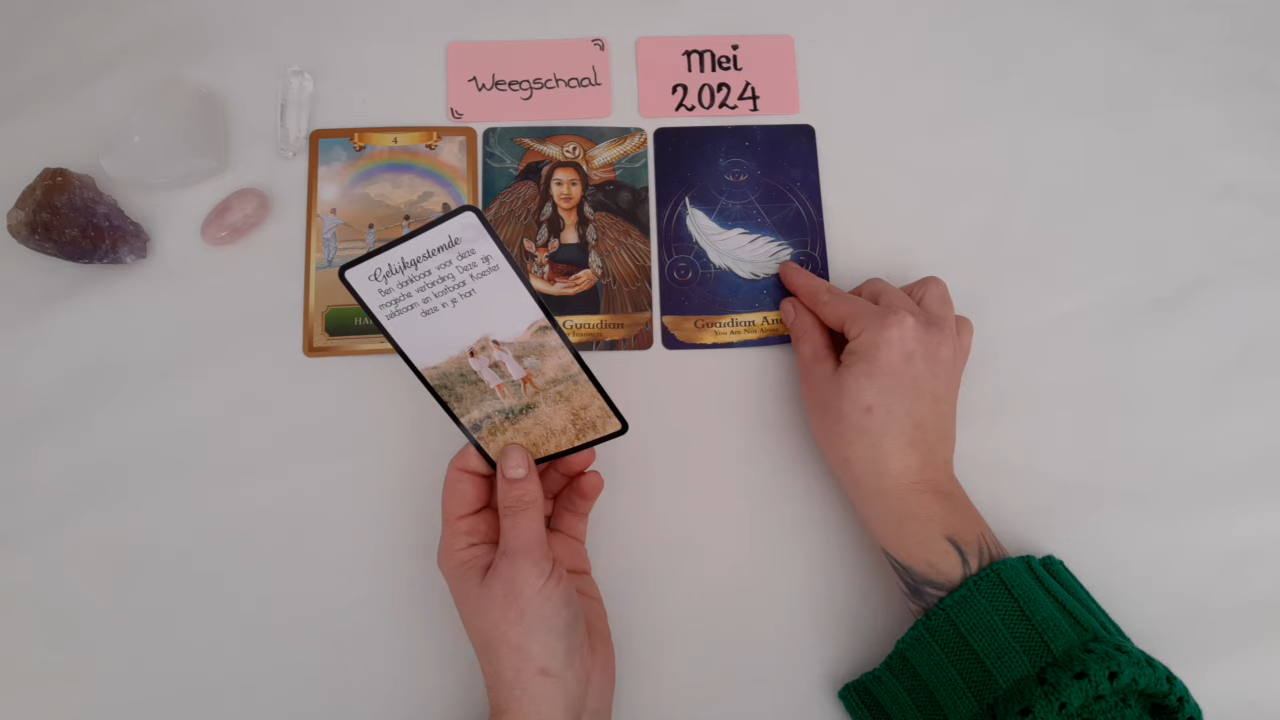 Weegschaal
Mei
2024
4
Gelijkgestemde
Ben dankbaar voor deze
magische verbinding. Deze zijn
zeldzaam en kostbaar. Koester
deze in je hart.
Guardian
Guardian
You Are Not Alone